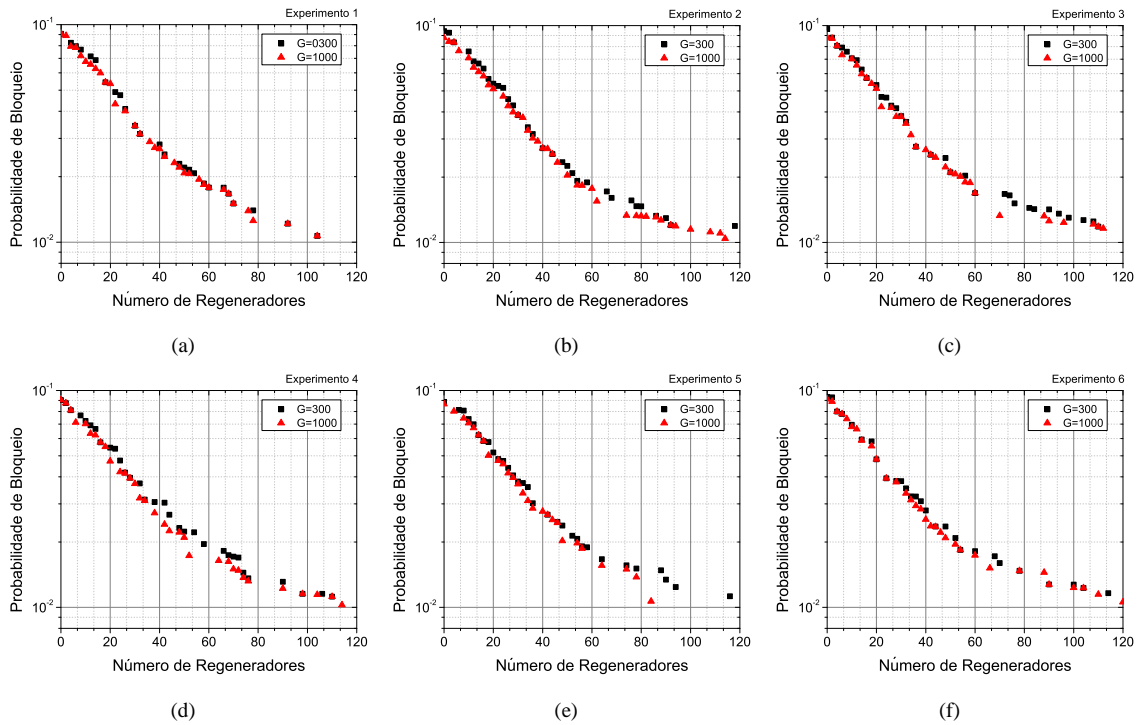 Experimento 1
G=0300
G=1000
Probabilidade de Bloqueio
10^-1
10^-2
0 20 40 60 80 100 120
Número de Regeneradores
(a)
Experimento 2
G=300
G=1000
Probabilidade de Bloqueio
10^-1
10^-2
0 20 40 60 80 100 120
Número de Regeneradores
(b)
Experimento 3
G=300
G=1000
Probabilidade de Bloqueio
10^-1
10^-2
0 20 40 60 80 100 120
Número de Regeneradores
(c)
Experimento 4
G=300
G=1000
Probabilidade de Bloqueio
10^-1
10^-2
0 20 40 60 80 100 120
Número de Regeneradores
(d)
Experimento 5
G=300
G=1000
Probabilidade de Bloqueio
10^-1
10^-2
0 20 40 60 80 100 120
Número de Regeneradores
(e)
Experimento 6
G=300
G=1000
Probabilidade de Bloqueio
10^-1
10^-2
0 20 40 60 80 100 120
Número de Regeneradores
(f)